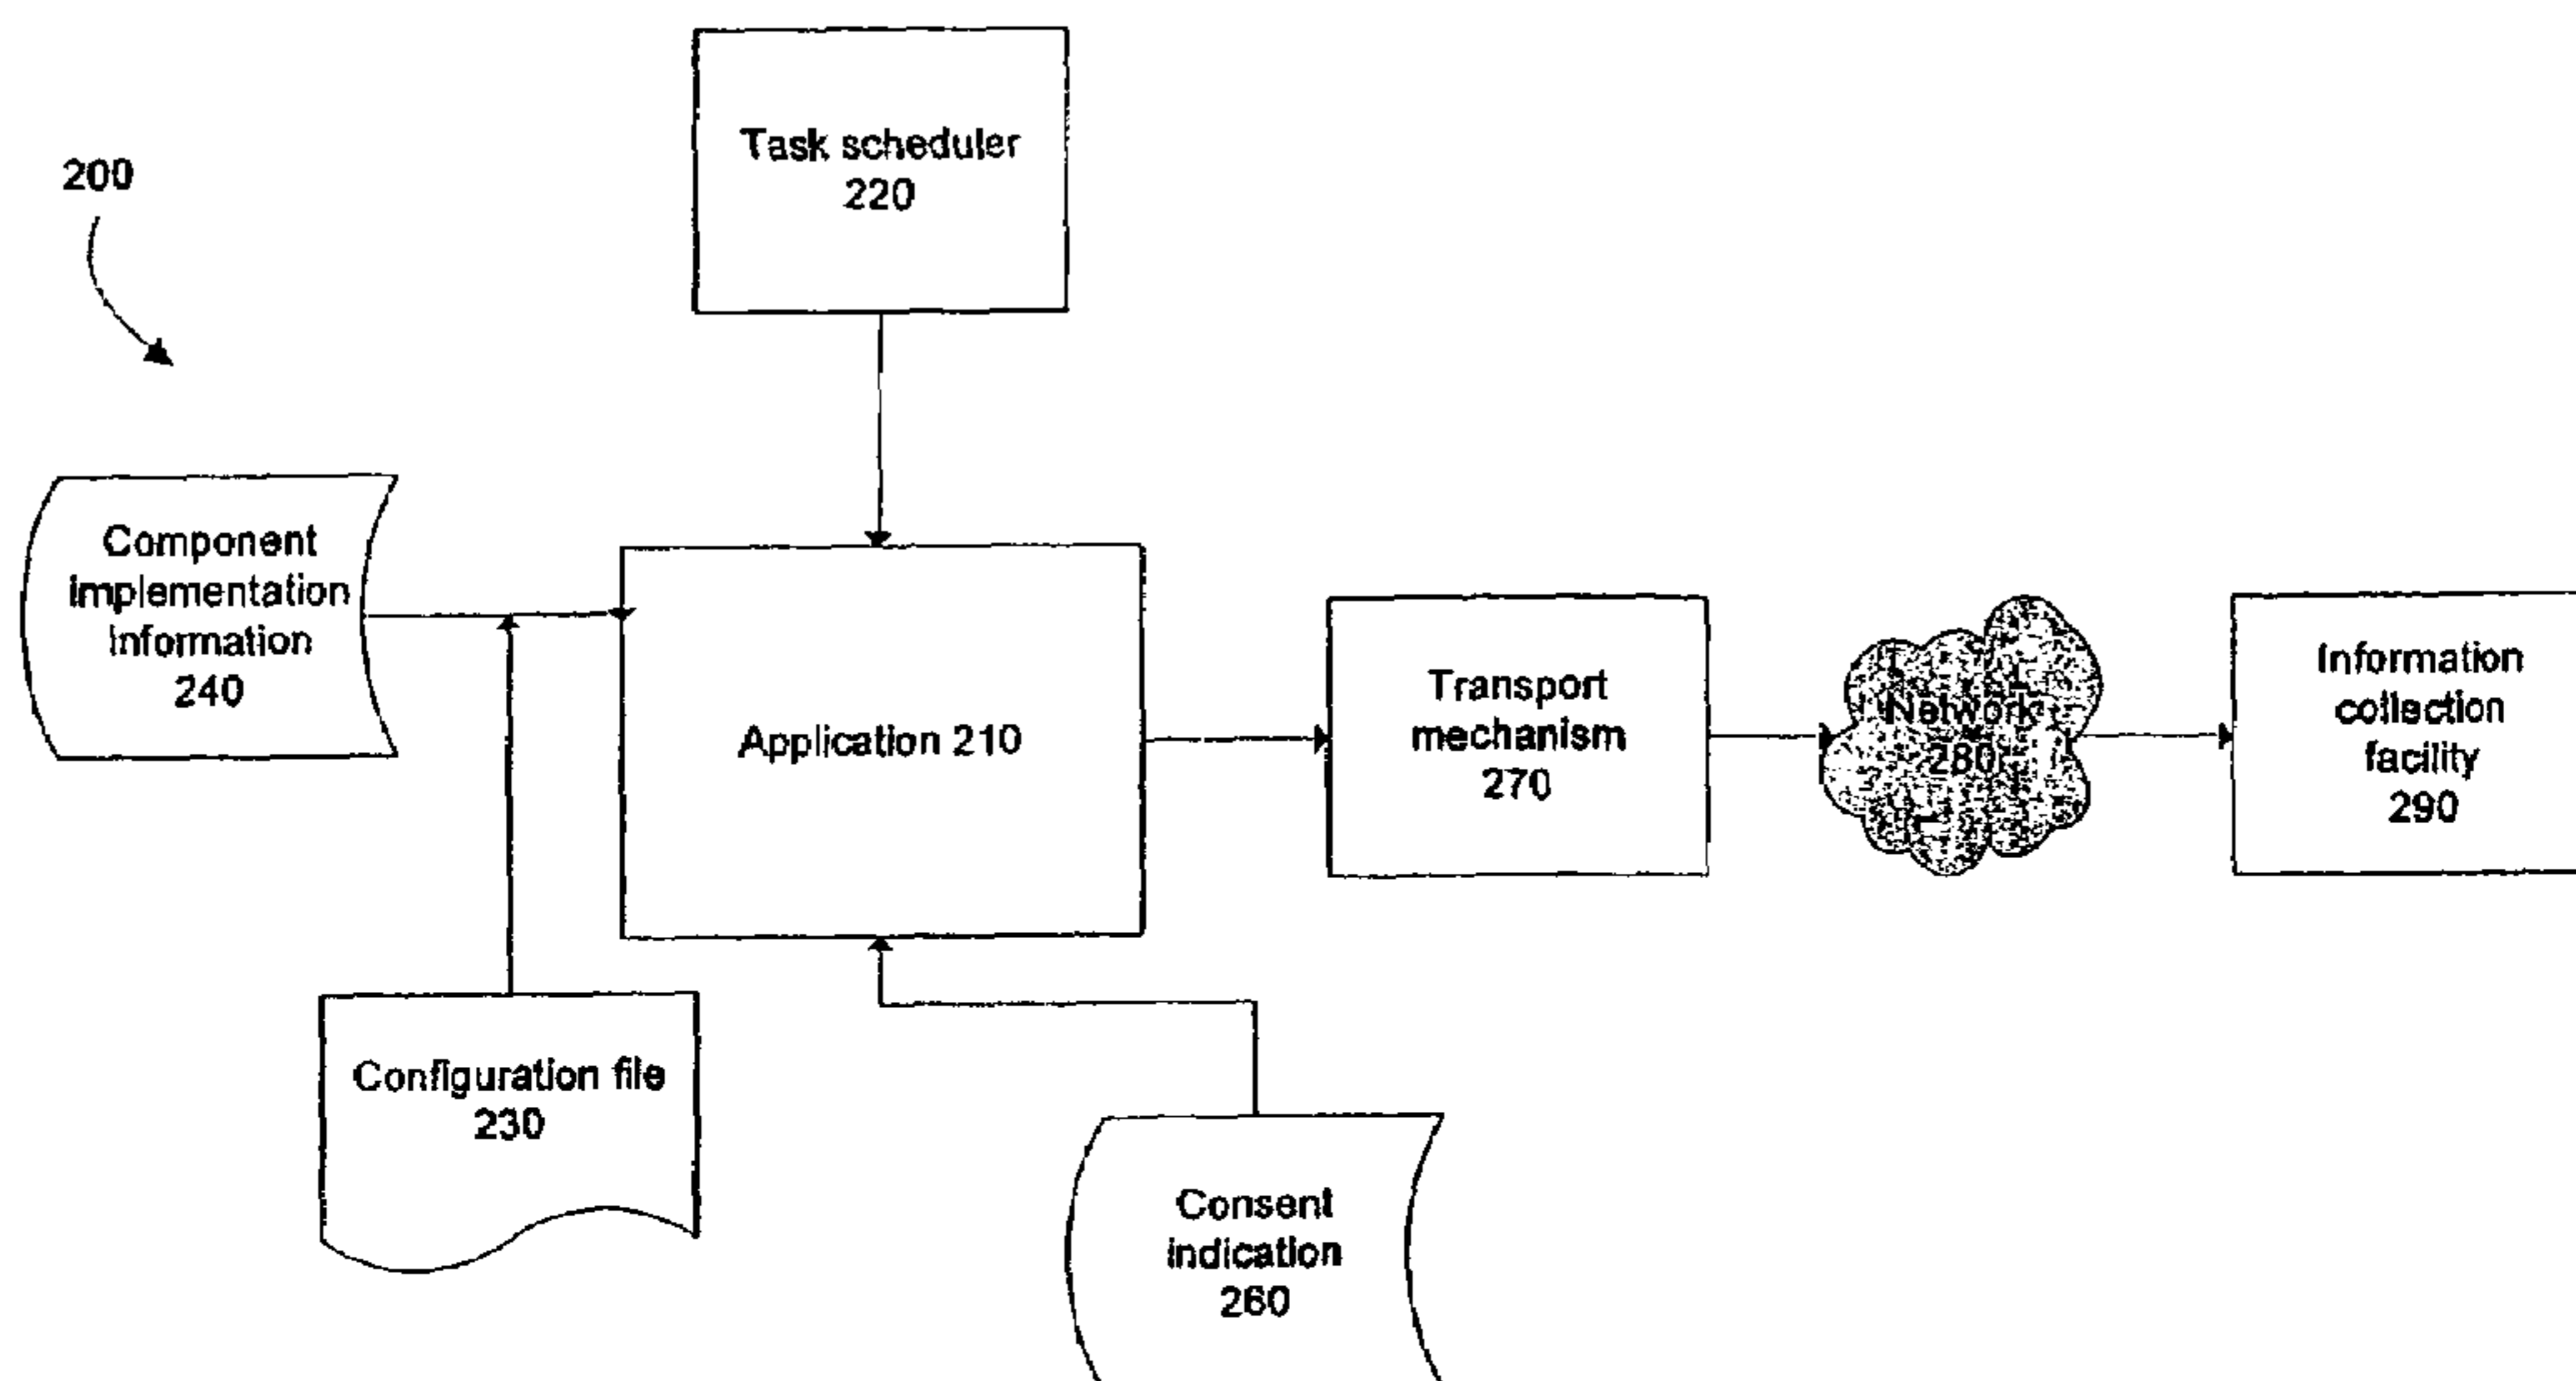 Task scheduler
220
200
Component
Implementation
Information
240
Application 210
Transport
mechanism
270
Network
280
Information
collection
facility
290
Configuration file
230
Consent
indication
260